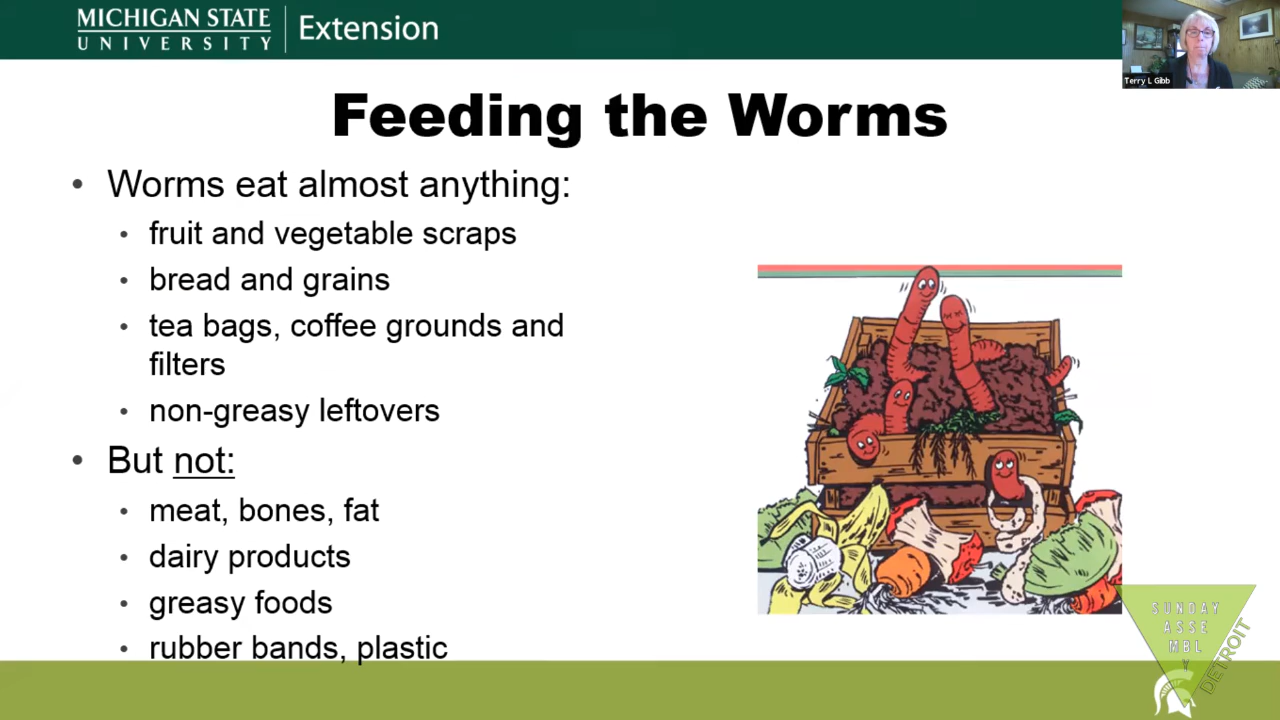 MICHIGAN STATE
UNIVERSITY
Extension
Terry L Gibb
Feeding the Worms
• Worms eat almost anything:
• fruit and vegetable scraps
• bread and grains
• tea bags, coffee grounds and
filters
• non-greasy leftovers
• But not:
• meat, bones, fat
• dairy products
• greasy foods
• rubber bands, plastic
SUNDAY
ASSE
MBL
Y
DETROIT